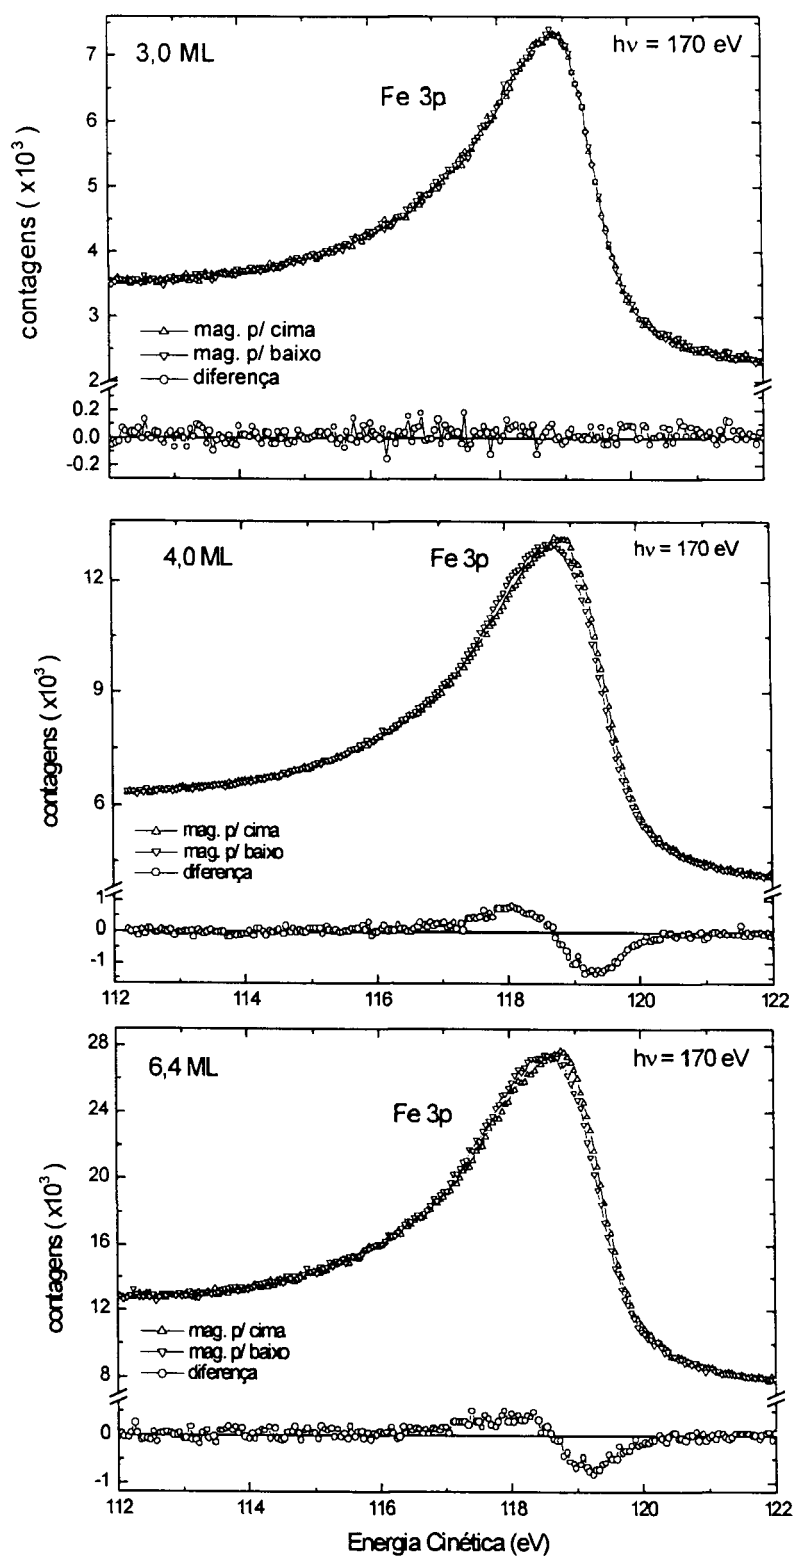 3,0 ML
hν = 170 eV
Fe 3p
contagens ( x10³ )
7
6
5
4
3
2
0.2
0.0
-0.2
mag. p/ cima
mag. p/ baixo
diferença
4,0 ML
Fe 3p
hν = 170 eV
contagens ( x10³ )
12
9
6
1
0
-1
mag. p/ cima
mag. p/ baixo
diferença
112 114 116 118 120 122
6,4 ML
hν = 170 eV
Fe 3p
contagens ( x10³ )
28
24
20
16
12
8
0
-1
mag. p/ cima
mag. p/ baixo
diferença
112 114 116 118 120 122
Energia Cinética (eV)